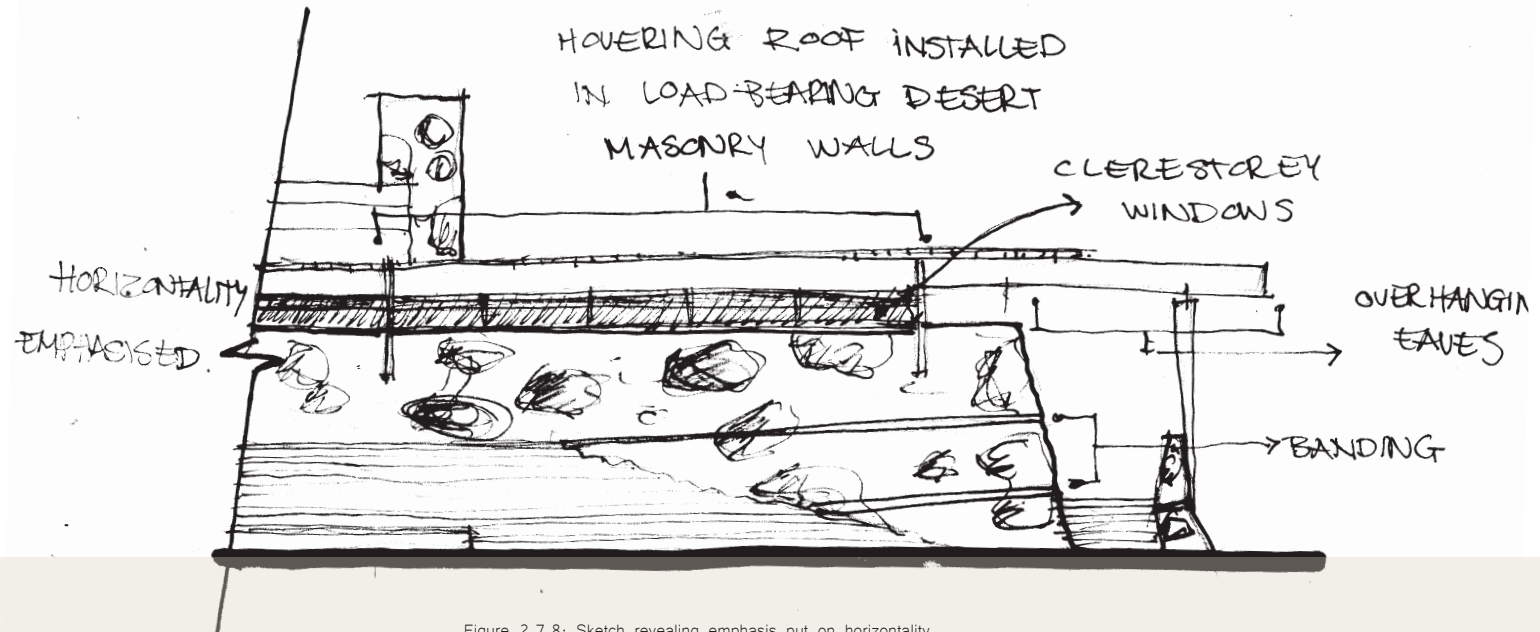 HOVERING ROOF INSTALLED
IN LOAD-BEARING DESERT
MASONRY WALLS
CLERESTOREY
WINDOWS
HORIZONTALITY
EMPHASISED.
OVERHANGIN
EAVES
BANDING
Figure 2.7.8: Sketch revealing emphasis put on horizontality